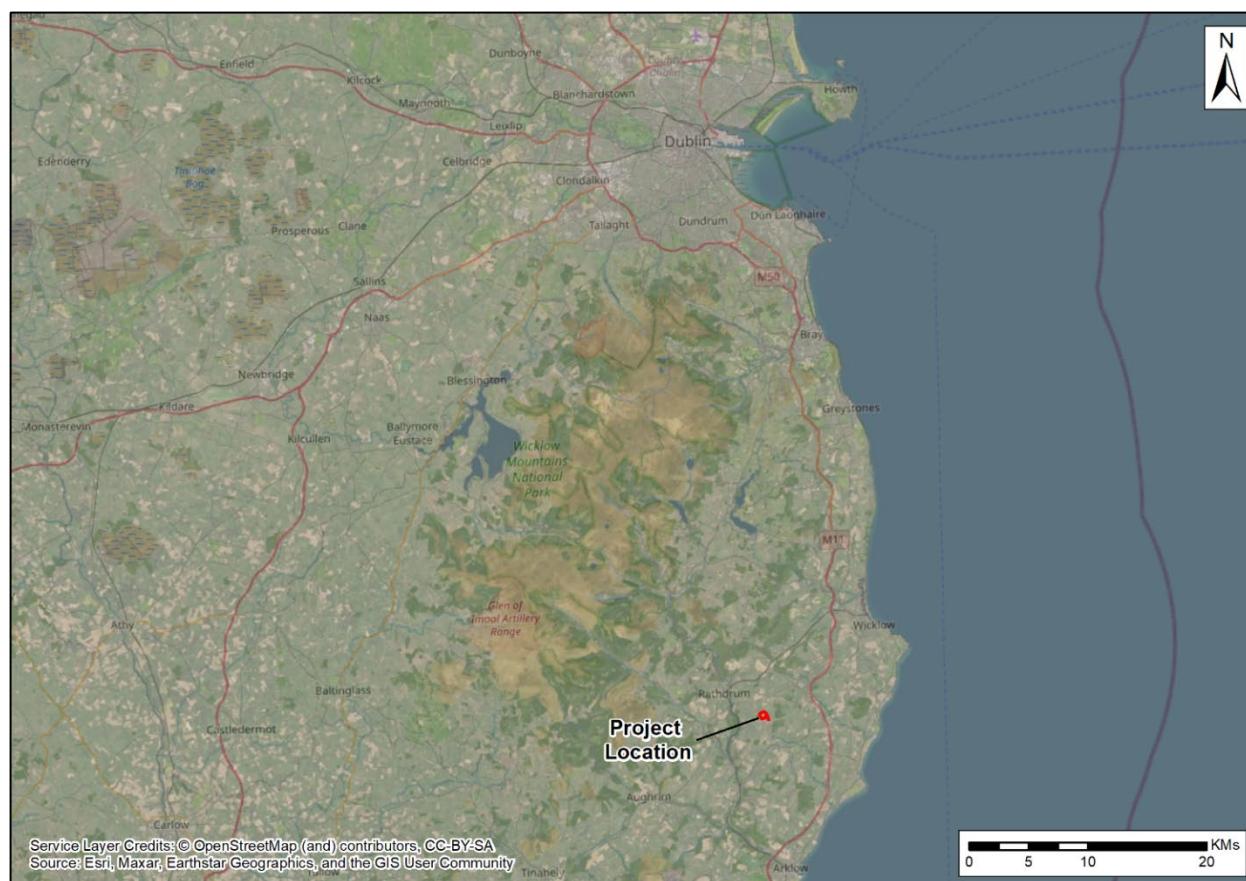 Enfield
Dunboyne
Kilcock
Blanchardstown
Maynooth
Howth
Leixlip
Dublin
Edenderry
Celbridge
Clondalkin
Prosperous
Clane
Tallaght
Dundrum
Dún Laoghaire
Sallins
M50
Naas
Bray
Newbridge
Blessington
Kildare
Greystones
Monasterevin
Kilcullen
Ballymore
Eustace
Wicklow
Mountains
National
Park
M11
Glen of
Imaal Artillery
Range
Athy
Wicklow
Baltinglass
Rathdrum
Castledermot
Project
Location
Aughrim
Carlow
Arklow
Tinahely
Tullow
N
Service Layer Credits: © OpenStreetMap (and) contributors, CC-BY-SA
Source: Esri, Maxar, Earthstar Geographics, and the GIS User Community
KMs
0 5 10 20